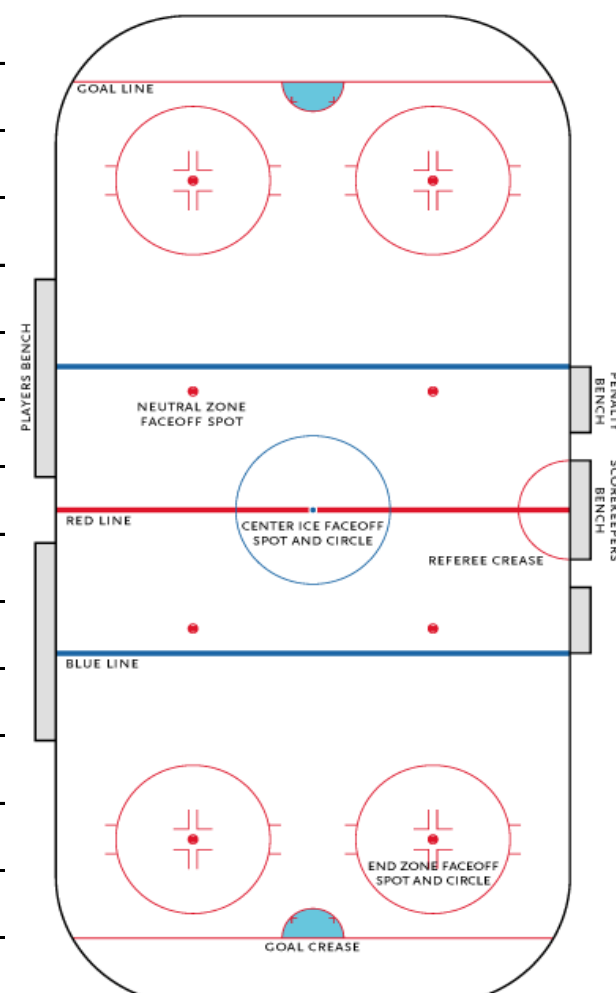 GOAL LINE
PLAYERS BENCH
PENALTY
BENCH
NEUTRAL ZONE
FACEOFF SPOT
SCOREKEEPERS
BENCH
RED LINE
CENTER ICE FACEOFF
SPOT AND CIRCLE
REFEREE CREASE
BLUE LINE
END ZONE FACEOFF
SPOT AND CIRCLE
GOAL CREASE